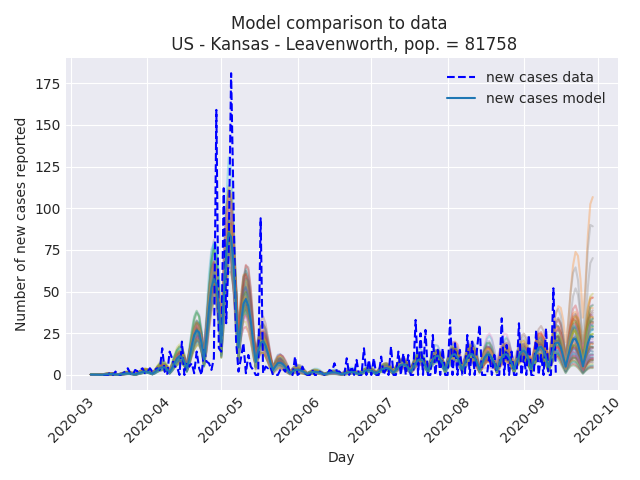 Model comparison to data
US - Kansas - Leavenworth, pop. = 81758
new cases data
new cases model
Number of new cases reported
175
150
125
100
75
50
25
0
2020-03
2020-04
2020-05
2020-06
2020-07
2020-08
2020-09
2020-10
Day